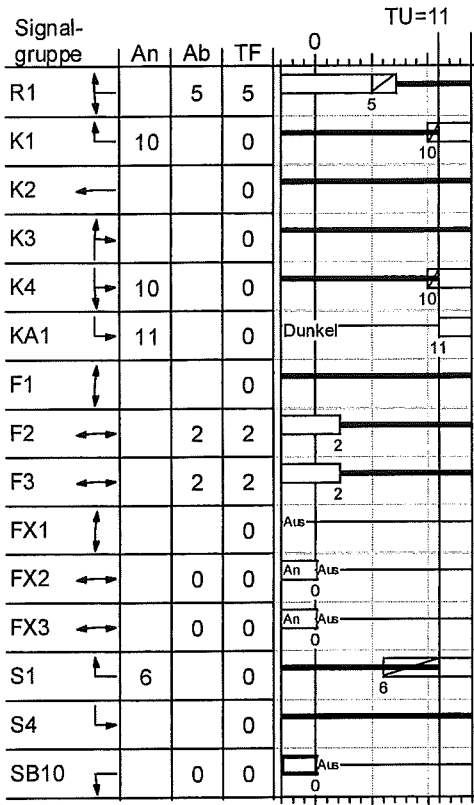 TU=11
Signal-
gruppe An Ab TF 0
R1 5 5 5
K1 10 0 10
K2 0
K3 0
K4 10 0 10
KA1 11 0 Dunkel 11
F1 0
F2 2 2 2
F3 2 2 2
FX1 0 Aus
FX2 0 0 An Aus 0
FX3 0 0 An Aus 0
S1 6 0 6
S4 0
SB10 0 0 Aus 0